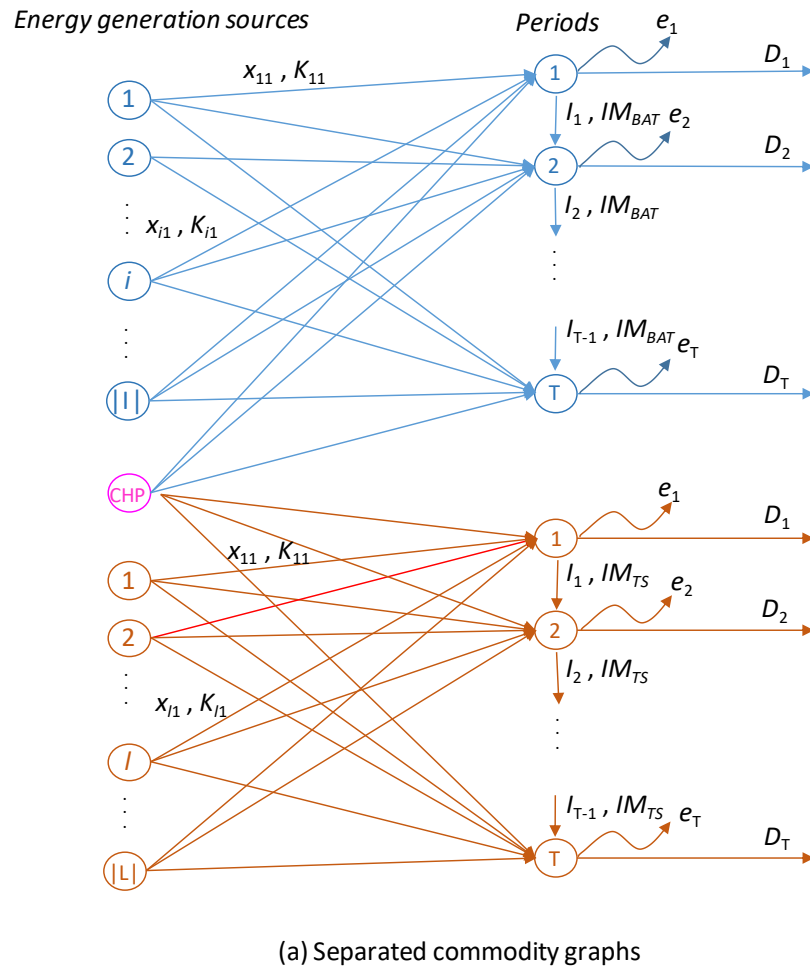 Energy generation sources
Periods
e1
x11 , K11
D1
1
1
I1 , IMBAT
e2
D2
2
2
xi1 , Ki1
I2 , IMBAT
i
IT-1 , IMBAT
eT
DT
|I|
T
CHP
e1
D1
1
x11 , K11
1
I1 , IMTS
e2
D2
2
2
I2 , IMTS
xl1 , Kl1
l
IT-1 , IMTS
eT
DT
|L|
T
(a) Separated commodity graphs